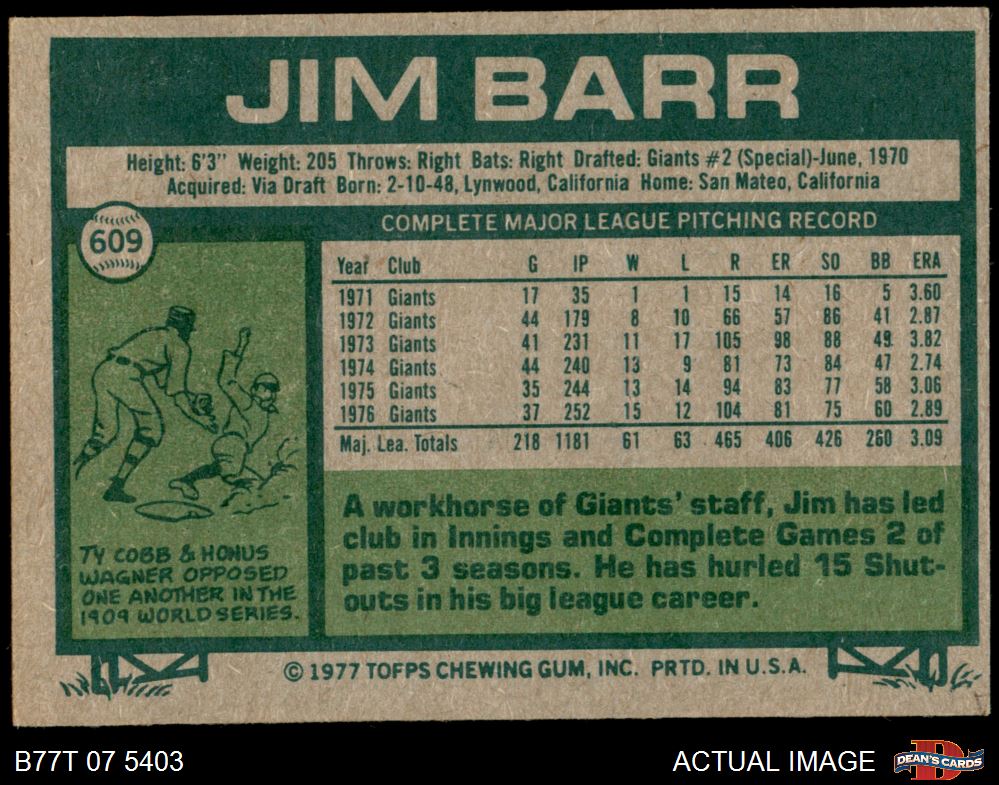 JIM BARR
Height: 6'3" Weight: 205 Throws: Right Bats: Right Drafted: Giants #2 (Special)-June, 1970
Acquired: Via Draft Born: 2-10-48, Lynwood, California Home: San Mateo, California
609
COMPLETE MAJOR LEAGUE PITCHING RECORD
Year Club G IP W L R ER SO BB ERA
1971 Giants 17 35 1 1 15 14 16 5 3.60
1972 Giants 44 179 8 10 66 57 86 41 2.87
1973 Giants 41 231 11 17 105 98 88 49 3.82
1974 Giants 44 240 13 9 81 73 84 47 2.74
1975 Giants 35 244 13 14 94 83 77 58 3.06
1976 Giants 37 252 15 12 104 81 75 60 2.89
Maj. Lea. Totals 218 1181 61 63 465 406 426 260 3.09
TY COBB & HONUS
WAGNER OPPOSED
ONE ANOTHER IN THE
1909 WORLD SERIES.
A workhorse of Giants' staff, Jim has led
club in Innings and Complete Games 2 of
past 3 seasons. He has hurled 15 Shut-
outs in his big league career.
© 1977 TOFPS CHEWING GUM, INC. PRTD. IN U.S.A.
B77T 07 5403
ACTUAL IMAGE
D
DEAN'S CARDS